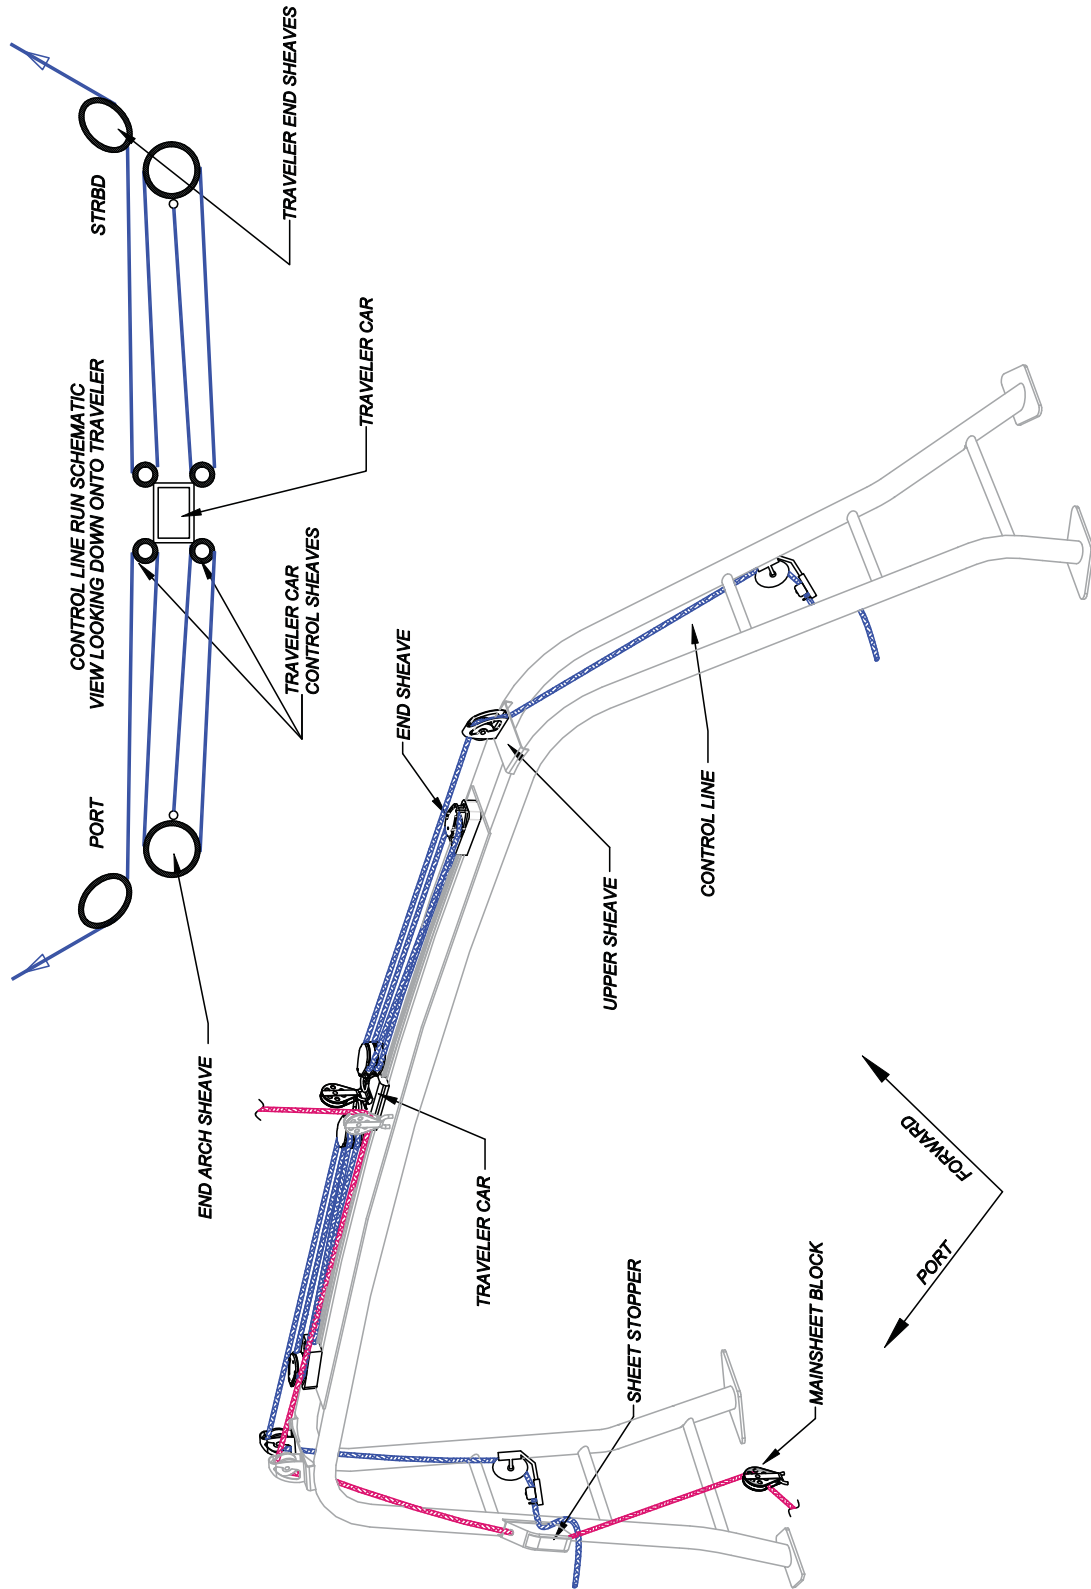 CONTROL LINE RUN SCHEMATIC
VIEW LOOKING DOWN ONTO TRAVELER
PORT
STRBD
TRAVELER END SHEAVES
TRAVELER CAR
TRAVELER CAR
CONTROL SHEAVES
END ARCH SHEAVE
END SHEAVE
UPPER SHEAVE
CONTROL LINE
TRAVELER CAR
SHEET STOPPER
MAINSHEET BLOCK
FORWARD
PORT